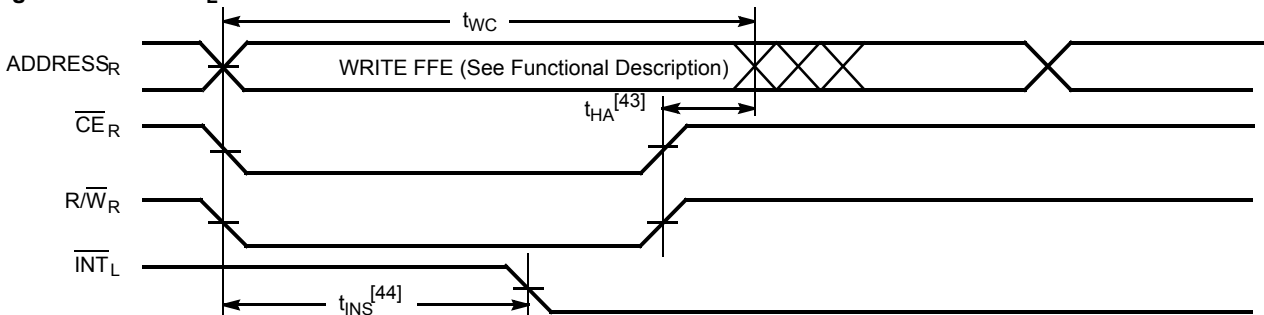 tWC
ADDRESSR
WRITE FFE (See Functional Description)
tHA[43]
CER
R/WR
INTL
tINS[44]